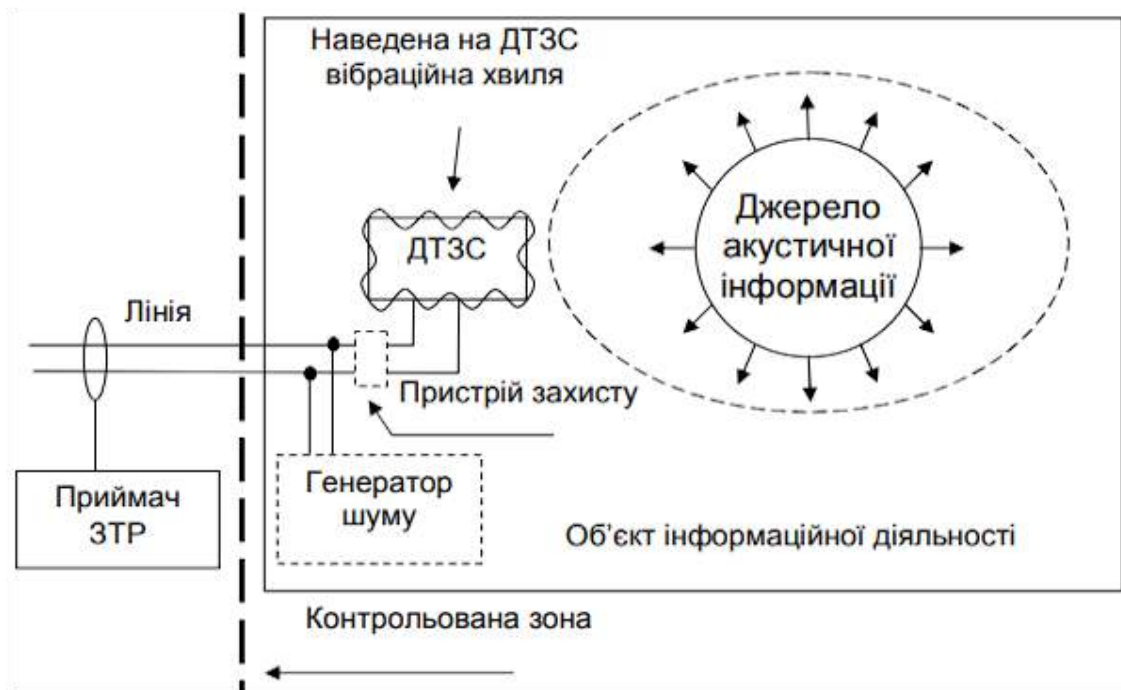 Наведена на ДТЗС
вібраційна хвиля
ДТЗС
Джерело
акустичної
інформації
Лінія
Пристрій захисту
Генератор
шуму
Приймач
ЗТР
Об’єкт інформаційної діяльності
Контрольована зона